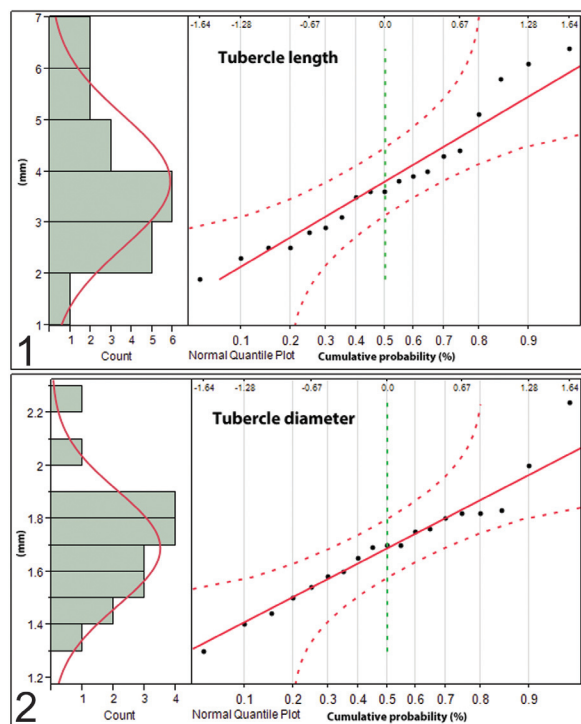 -1.64 -1.28 -0.67 0.0 0.67 1.28 1.64
Tubercle length
7
6
5
4
3
2
1
(mm)
1 2 3 4 5 6
Count
0.1 0.2 0.3 0.4 0.5 0.6 0.7 0.8 0.9
Normal Quantile Plot Cumulative probability (%)
1
-1.64 -1.28 -0.67 0.0 0.67 1.28 1.64
Tubercle diameter
2.2
2
1.8
1.6
1.4
1.2
(mm)
1 2 3 4
Count
0.1 0.2 0.3 0.4 0.5 0.6 0.7 0.8 0.9
Normal Quantile Plot Cumulative probability (%)
2